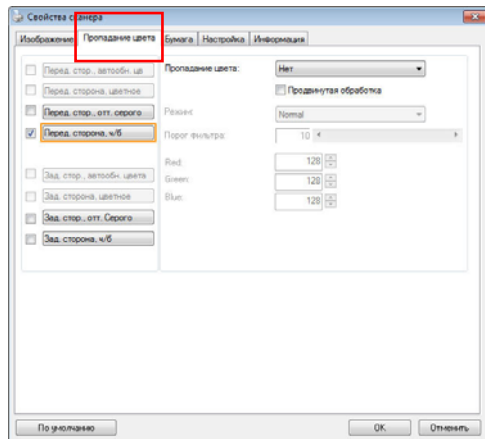 Свойства сканера
Изображение Пропадание цвета Бумага Настройка Информация
Перед. стор., автообн. цв
Перед. сторона, цветное
Перед. стор., отт. серого
Перед. сторона, ч/б
Зад. стор., автообн. цвета
Зад. сторона, цветное
Зад. стор., отт. Серого
Зад. сторона, ч/б
Пропадание цвета: Нет
Продвинутая обработка
Режим: Normal
Порог фильтра: 10
Red: 128
Green: 128
Blue: 128
По умолчанию OK Отменить